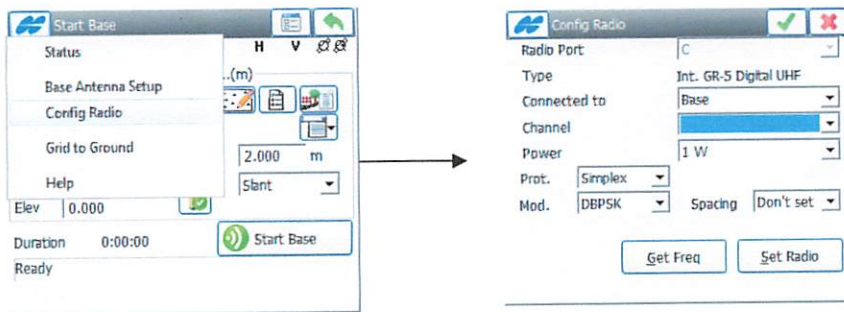 Start Base
Status
Base Antenna Setup
Config Radio
Grid to Ground
Help
H V
...(m)
2.000 m
Slant
Elev 0.000
Duration 0:00:00
Start Base
Ready
Config Radio
Radio Port C
Type Int. GR-5 Digital UHF
Connected to Base
Channel
Power 1 W
Prot. Simplex
Mod. DBPSK Spacing Don't set
Get Freq Set Radio